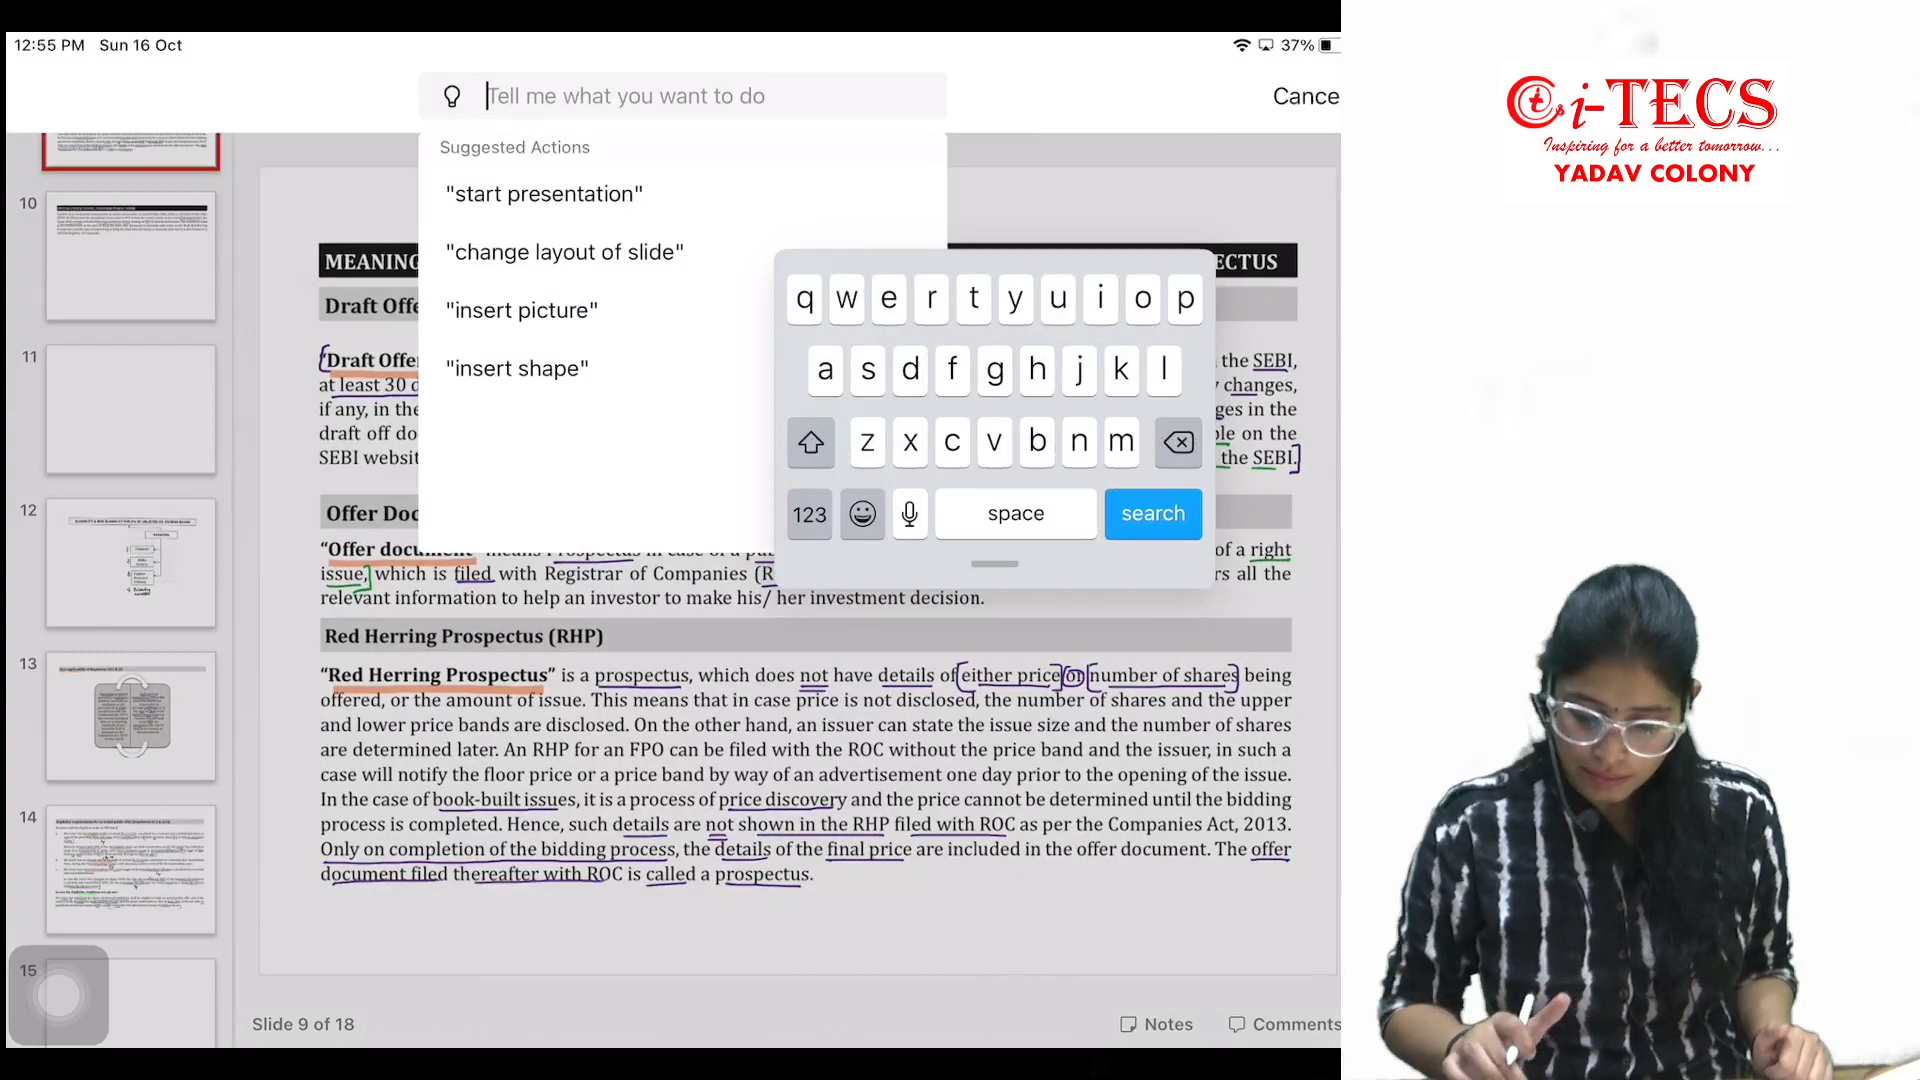 12:55 PM Sun 16 Oct
37%
Tell me what you want to do
Cance
Suggested Actions
"start presentation"
"change layout of slide"
"insert picture"
"insert shape"
q w e r t y u i o p
a s d f g h j k l
z x c v b n m
123 space search
i-TECS
Inspiring for a better tomorrow...
YADAV COLONY
10
11
12
13
14
15
MEANING
ECTUS
Draft Offe
"Draft Offe the SEBI,
at least 30 d changes,
if any, in the ges in the
draft off do on the
SEBI websit the SEBI.
Offer Doc
"Offer document means Prospectus in case of a of a right
issue, which is filed with Registrar of Companies (R rs all the
relevant information to help an investor to make his/ her investment decision.
Red Herring Prospectus (RHP)
"Red Herring Prospectus" is a prospectus, which does not have details of either price or number of shares being
offered, or the amount of issue. This means that in case price is not disclosed, the number of shares and the upper
and lower price bands are disclosed. On the other hand, an issuer can state the issue size and the number of shares
are determined later. An RHP for an FPO can be filed with the ROC without the price band and the issuer, in such a
case will notify the floor price or a price band by way of an advertisement one day prior to the opening of the issue.
In the case of book-built issues, it is a process of price discovery and the price cannot be determined until the bidding
process is completed. Hence, such details are not shown in the RHP filed with ROC as per the Companies Act, 2013.
Only on completion of the bidding process, the details of the final price are included in the offer document. The offer
document filed thereafter with ROC is called a prospectus.
Slide 9 of 18
Notes
Comments